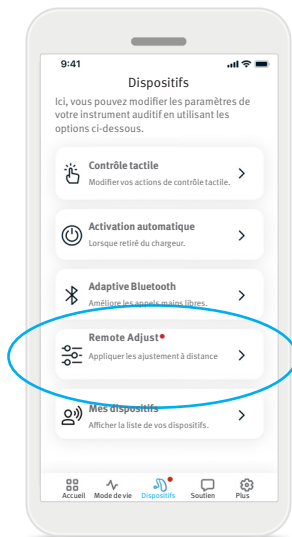 9:41
Dispositifs
Ici, vous pouvez modifier les paramètres de
votre instrument auditif en utilisant les
options ci-dessous.
Contrôle tactile
Modifier vos actions de contrôle tactile.
Activation automatique
Lorsque retiré du chargeur.
Adaptive Bluetooth
Améliore les appels mains libres.
Remote Adjust
Appliquer les ajustement à distance
Mes dispositifs
Afficher la liste de vos dispositifs.
Accueil Mode de vie Dispositifs Soutien Plus